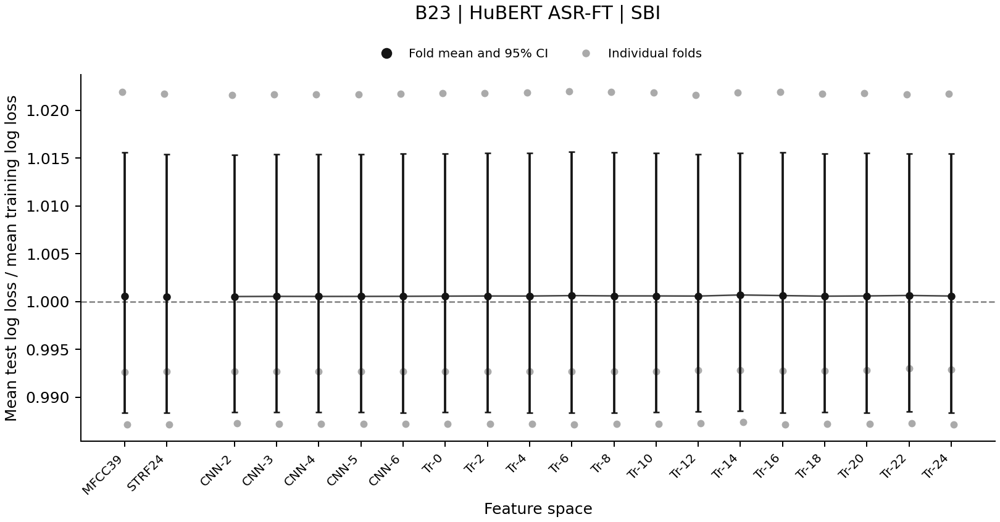 B23 | HuBERT ASR-FT | SBI
Fold mean and 95% CI
Individual folds
Mean test log loss / mean training log loss
1.020
1.015
1.010
1.005
1.000
0.995
0.990
MFCC39
STRF24
CNN-2
CNN-3
CNN-4
CNN-5
CNN-6
Tr-0
Tr-2
Tr-4
Tr-6
Tr-8
Tr-10
Tr-12
Tr-14
Tr-16
Tr-18
Tr-20
Tr-22
Tr-24
Feature space